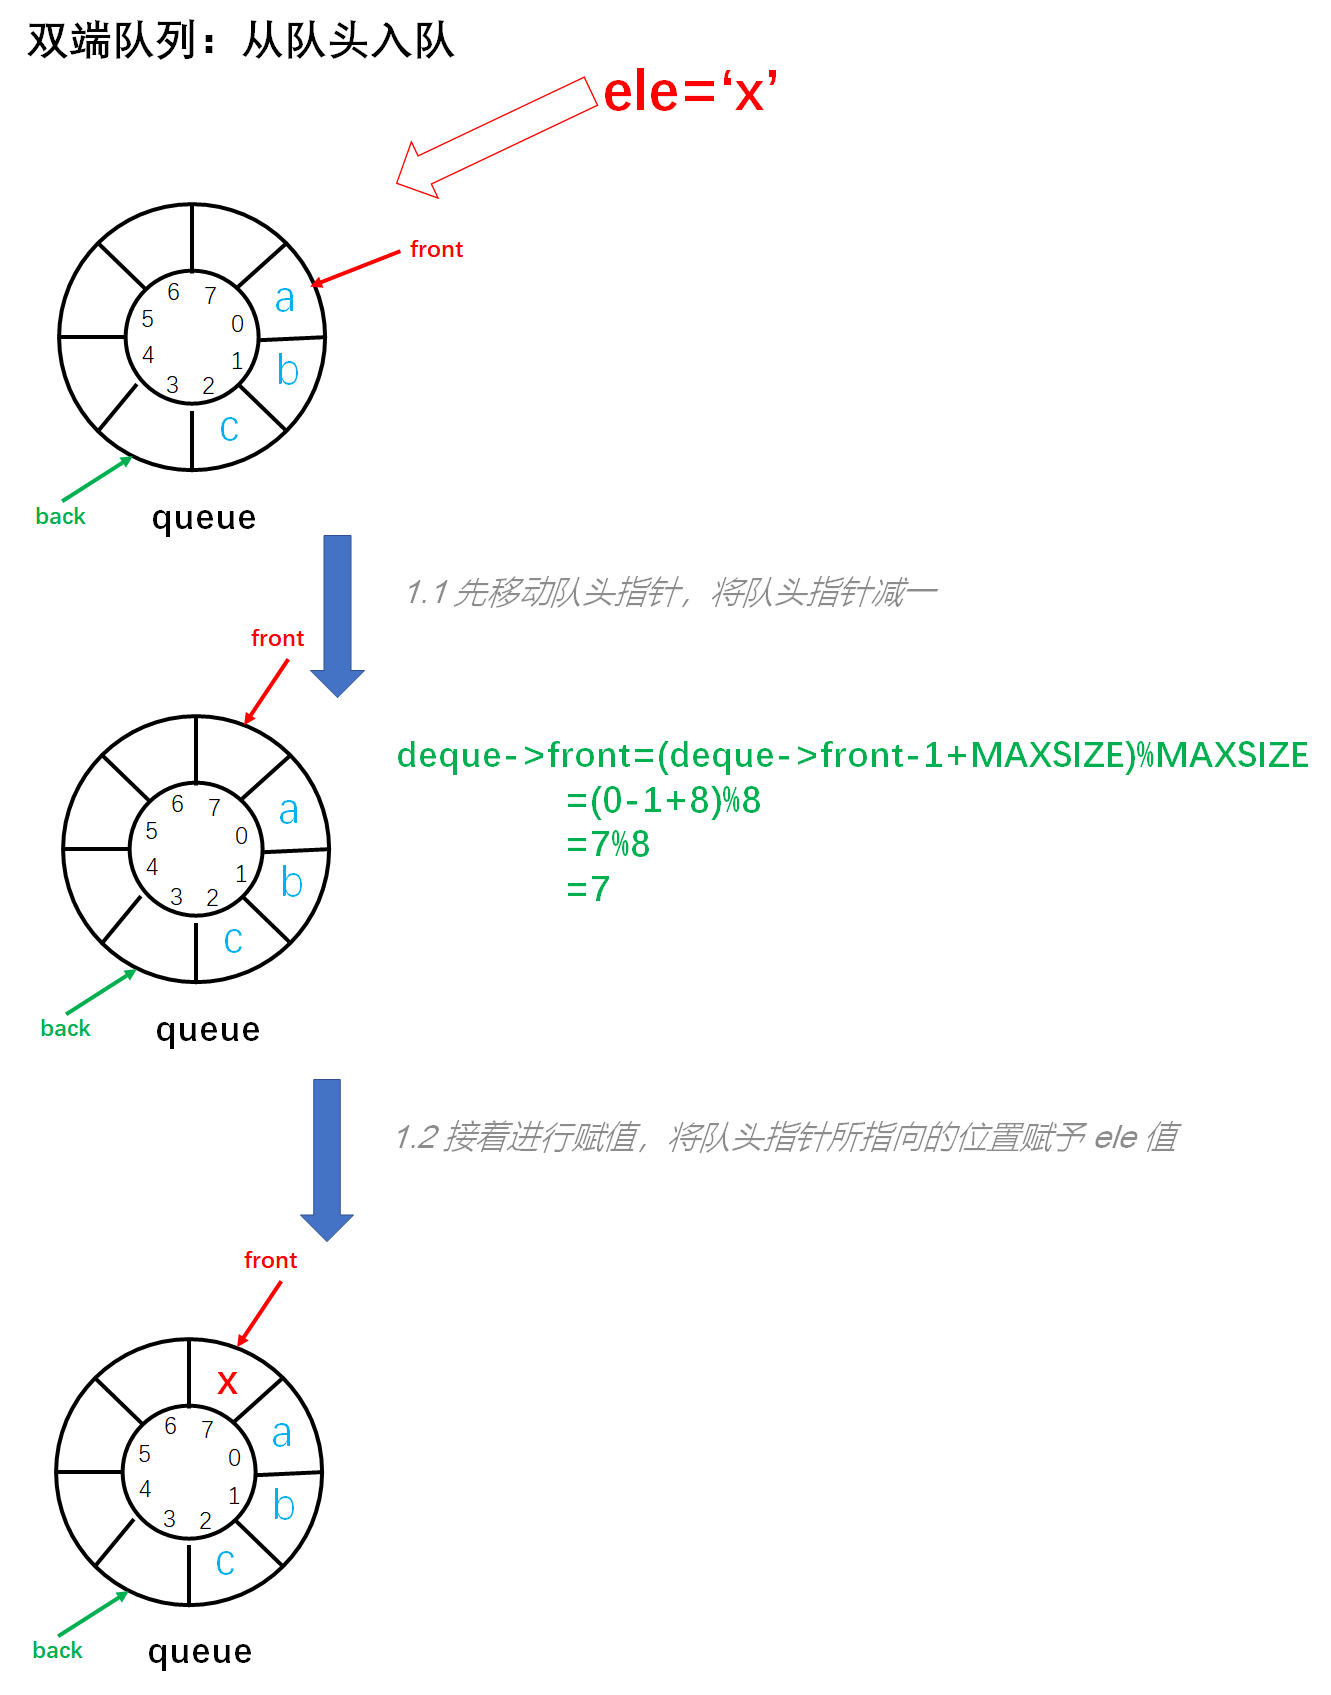 双端队列：从队头入队
ele=‘x’
front
a
b
c
6 7
5 0
4 1
3 2
back
queue
1.1 先移动队头指针，将队头指针减一
front
deque->front=(deque->front-1+MAXSIZE)%MAXSIZE
=(0-1+8)%8
=7%8
=7
a
b
c
6 7
5 0
4 1
3 2
back
queue
1.2 接着进行赋值，将队头指针所指向的位置赋予 ele 值
front
x
a
b
c
6 7
5 0
4 1
3 2
back
queue